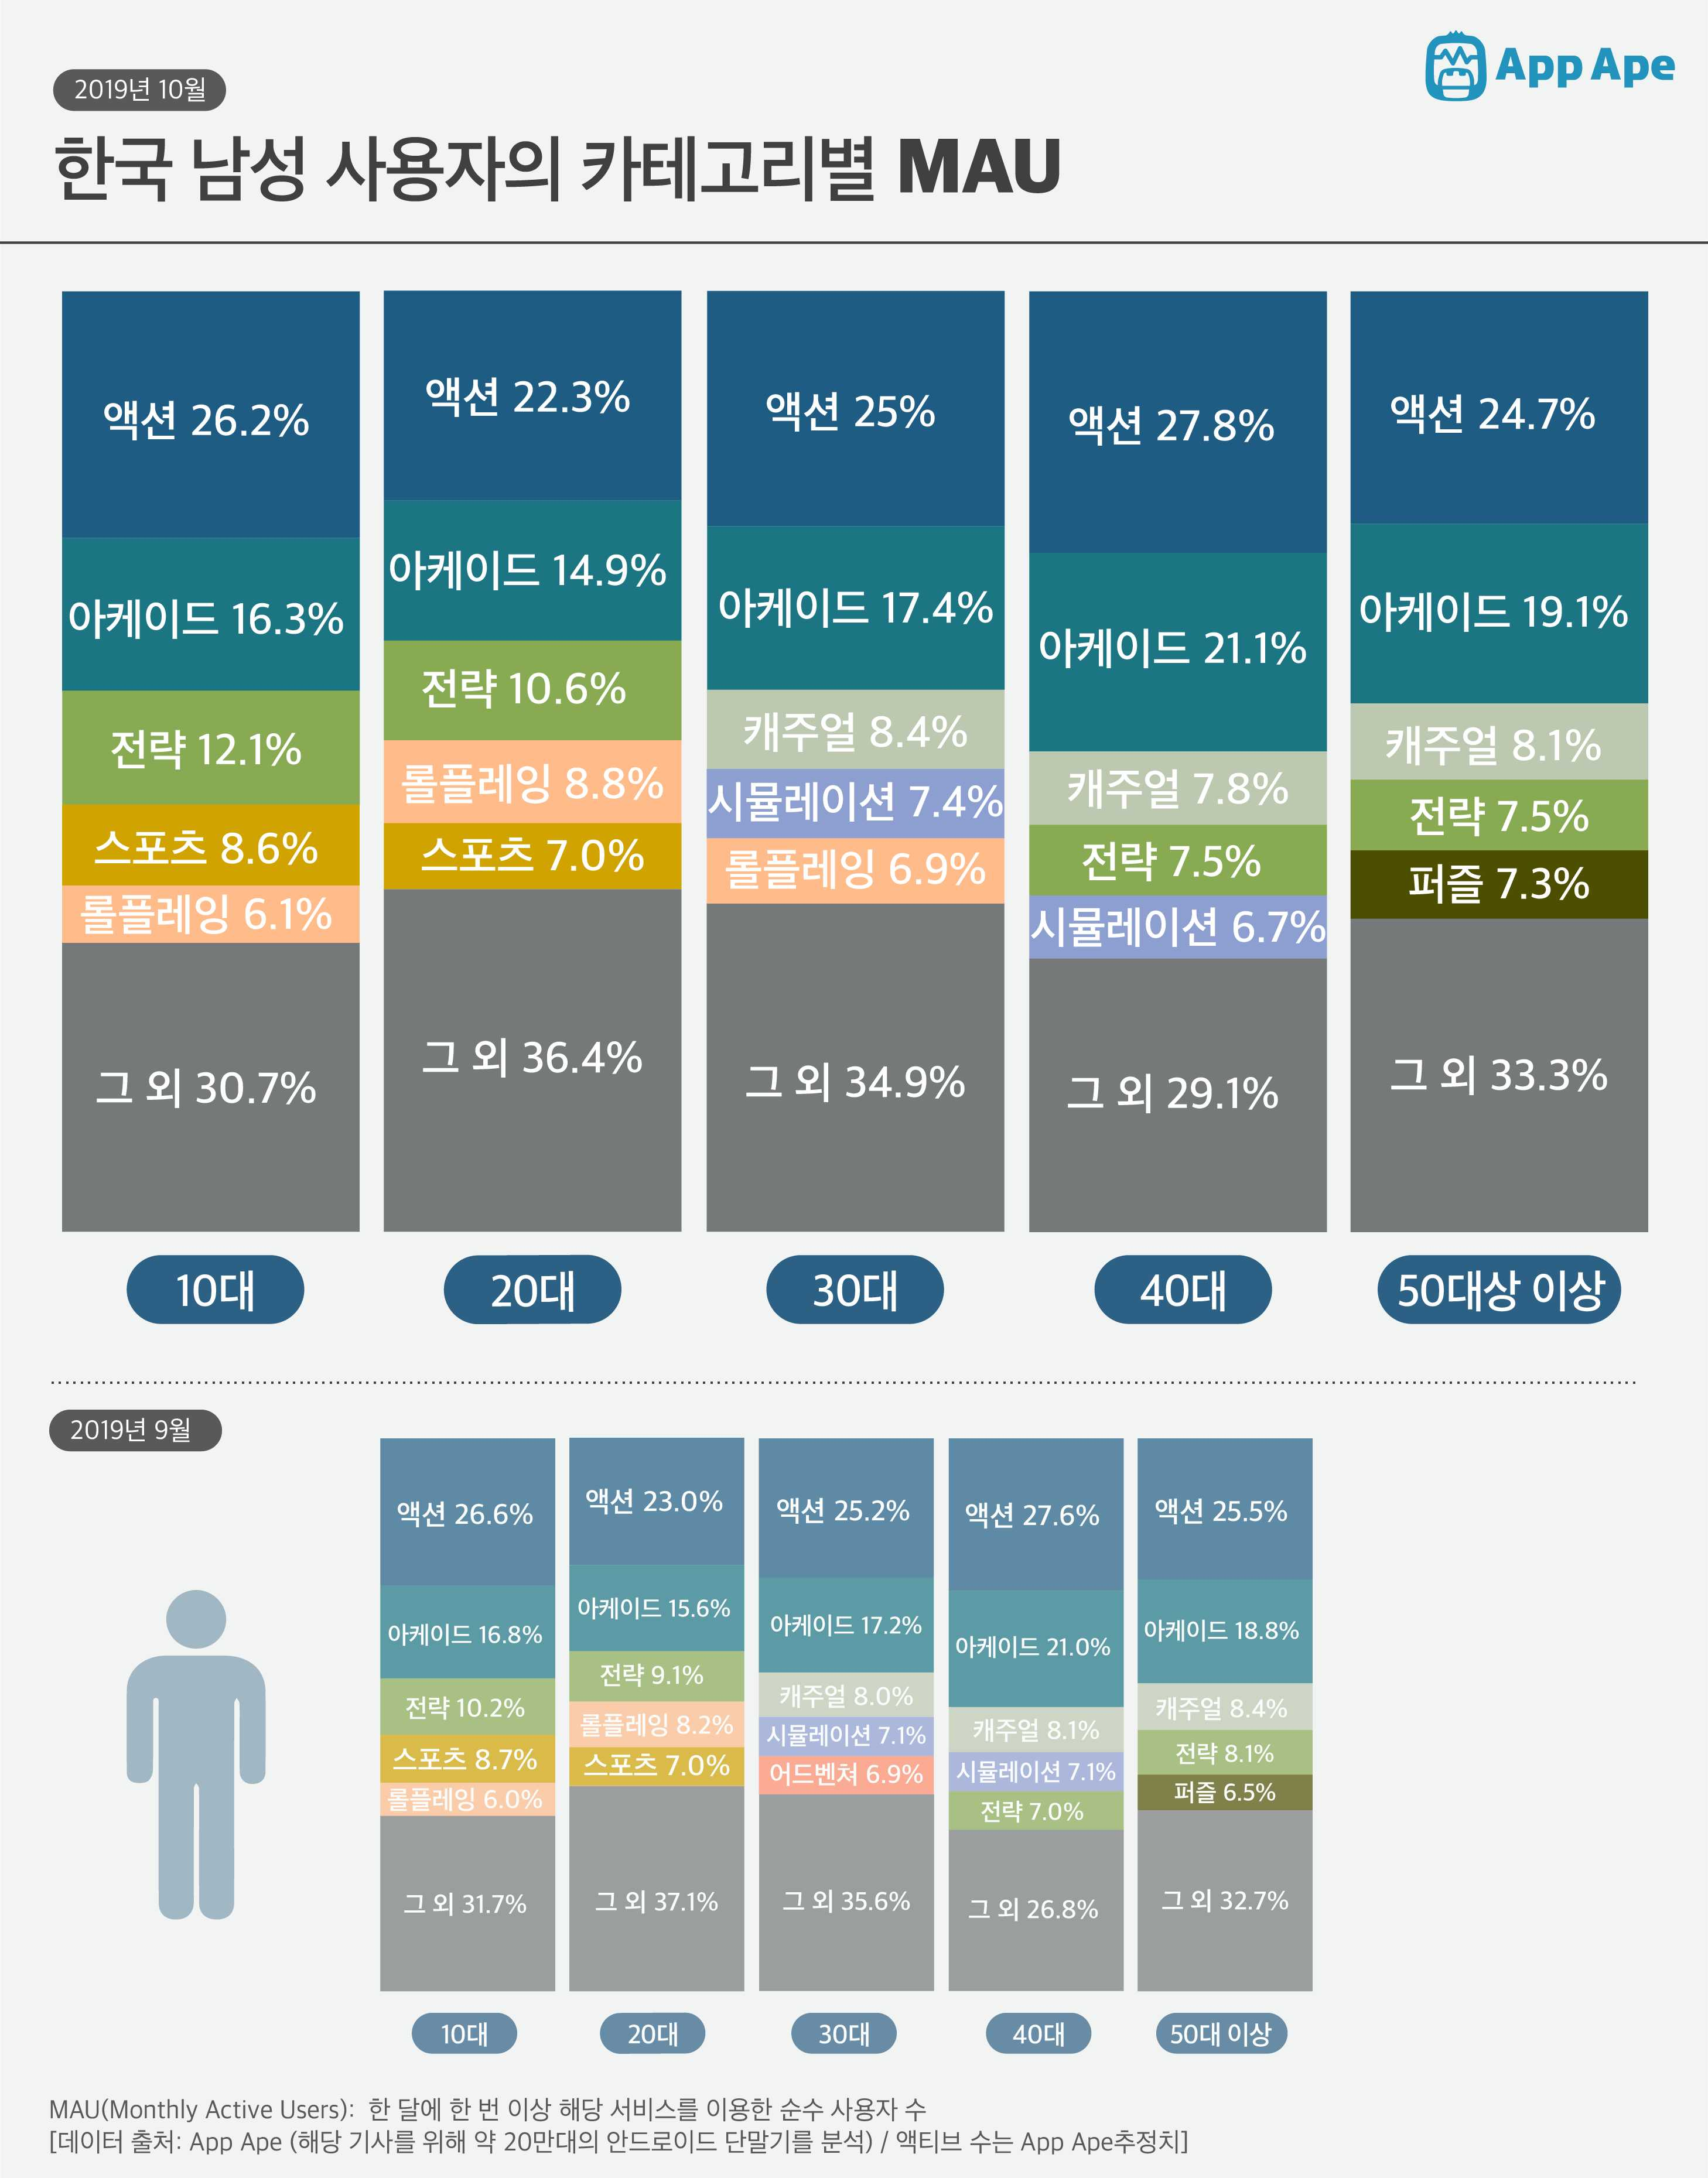 2019년 10월
App Ape
한국 남성 사용자의 카테고리별 MAU
액션 26.2%
아케이드 16.3%
전략 12.1%
스포츠 8.6%
롤플레잉 6.1%
그 외 30.7%
10대
액션 22.3%
아케이드 14.9%
전략 10.6%
롤플레잉 8.8%
스포츠 7.0%
그 외 36.4%
20대
액션 25%
아케이드 17.4%
캐주얼 8.4%
시뮬레이션 7.4%
롤플레잉 6.9%
그 외 34.9%
30대
액션 27.8%
아케이드 21.1%
캐주얼 7.8%
전략 7.5%
시뮬레이션 6.7%
그 외 29.1%
40대
액션 24.7%
아케이드 19.1%
캐주얼 8.1%
전략 7.5%
퍼즐 7.3%
그 외 33.3%
50대상 이상
2019년 9월
액션 26.6%
아케이드 16.8%
전략 10.2%
스포츠 8.7%
롤플레잉 6.0%
그 외 31.7%
10대
액션 23.0%
아케이드 15.6%
전략 9.1%
롤플레잉 8.2%
스포츠 7.0%
그 외 37.1%
20대
액션 25.2%
아케이드 17.2%
캐주얼 8.0%
시뮬레이션 7.1%
어드벤쳐 6.9%
그 외 35.6%
30대
액션 27.6%
아케이드 21.0%
캐주얼 8.1%
시뮬레이션 7.1%
전략 7.0%
그 외 26.8%
40대
액션 25.5%
아케이드 18.8%
캐주얼 8.4%
전략 8.1%
퍼즐 6.5%
그 외 32.7%
50대 이상
MAU(Monthly Active Users): 한 달에 한 번 이상 해당 서비스를 이용한 순수 사용자 수
[데이터 출처: App Ape (해당 기사를 위해 약 20만대의 안드로이드 단말기를 분석) / 액티브 수는 App Ape추정치]